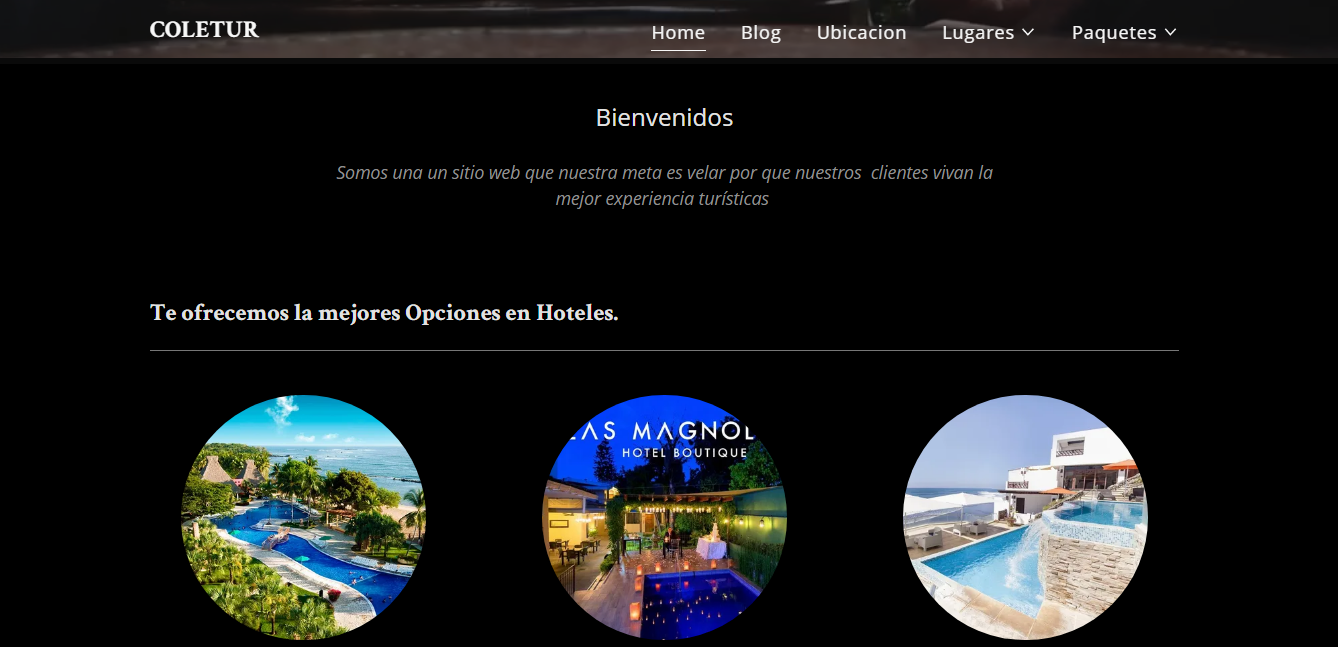 COLETUR
Home Blog Ubicacion Lugares Paquetes
Bienvenidos
Somos una un sitio web que nuestra meta es velar por que nuestros clientes vivan la
mejor experiencia turísticas
Te ofrecemos la mejores Opciones en Hoteles.
LAS MAGNOL
HOTEL BOUTIQUE